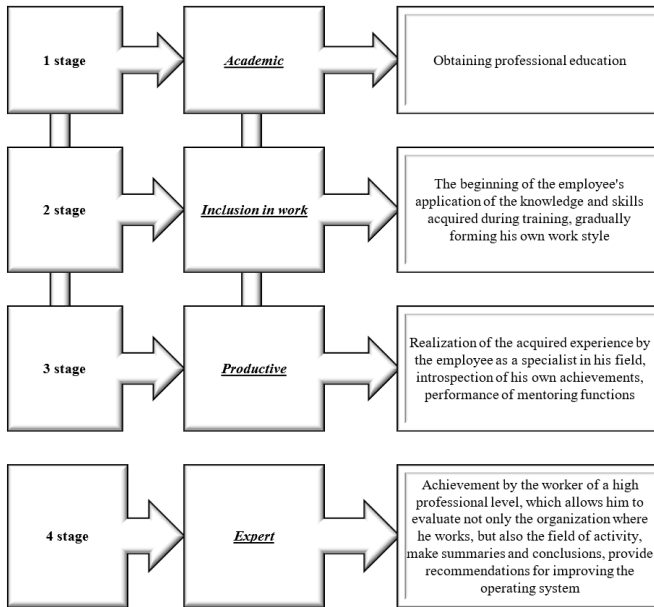 1 stage
Academic
Obtaining professional education
2 stage
Inclusion in work
The beginning of the employee's
application of the knowledge and skills
acquired during training, gradually
forming his own work style
3 stage
Productive
Realization of the acquired experience by
the employee as a specialist in his field,
introspection of his own achievements,
performance of mentoring functions
4 stage
Expert
Achievement by the worker of a high
professional level, which allows him to
evaluate not only the organization where
he works, but also the field of activity,
make summaries and conclusions, provide
recommendations for improving the
operating system